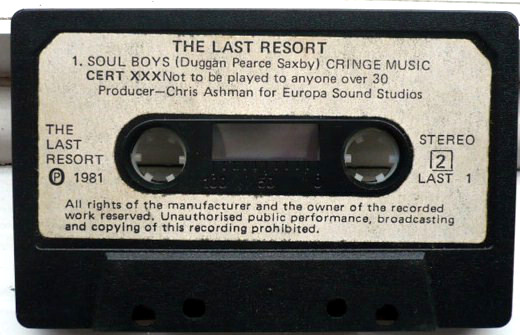 THE LAST RESORT
1. SOUL BOYS (Duggan Pearce Saxby) CRINGE MUSIC
CERT XXX Not to be played to anyone over 30
Producer—Chris Ashman for Europa Sound Studios
THE
LAST
RESORT
Ⓟ 1981
STEREO
2
LAST 1
All rights of the manufacturer and the owner of the recorded
work reserved. Unauthorised public performance, broadcasting
and copying of this recording prohibited.